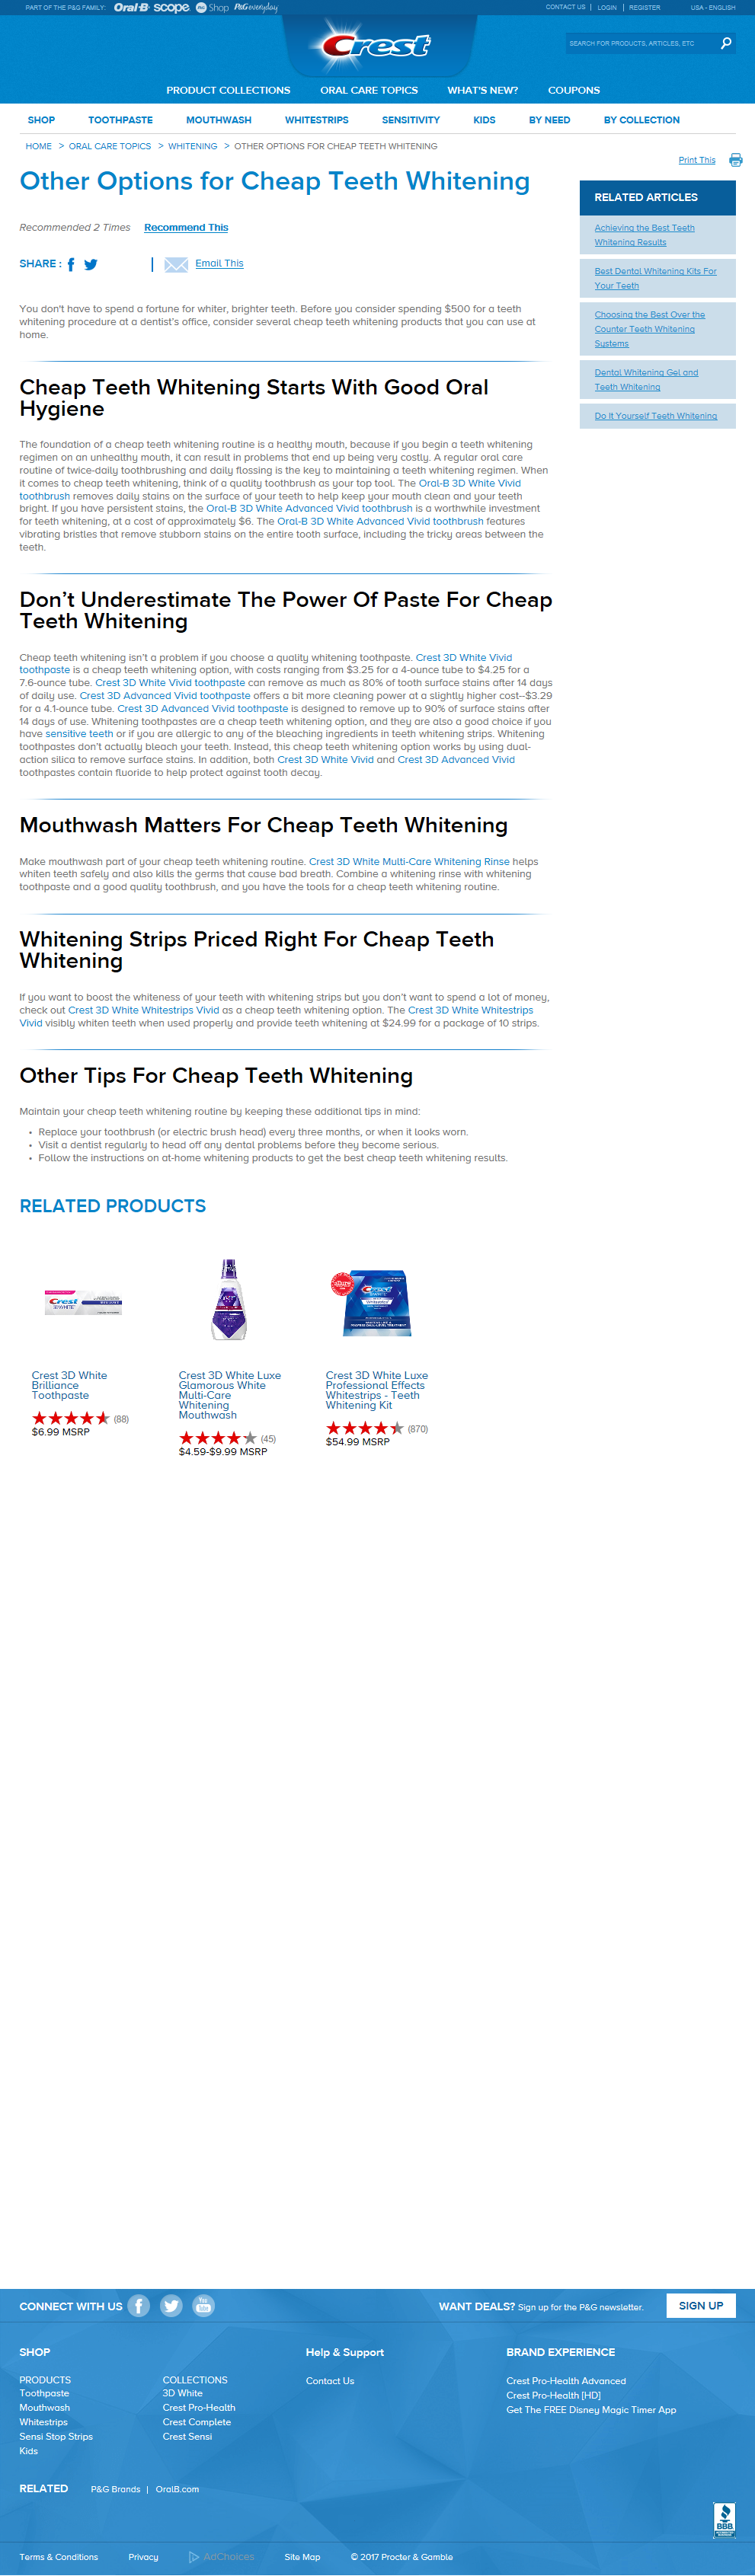 PART OF THE P&G FAMILY: Oral-B scope P&G Shop P&G everyday
CONTACT US | LOGIN | REGISTER USA - ENGLISH
Crest
SEARCH FOR PRODUCTS, ARTICLES, ETC
PRODUCT COLLECTIONS ORAL CARE TOPICS WHAT'S NEW? COUPONS
SHOP TOOTHPASTE MOUTHWASH WHITESTRIPS SENSITIVITY KIDS BY NEED BY COLLECTION
HOME > ORAL CARE TOPICS > WHITENING > OTHER OPTIONS FOR CHEAP TEETH WHITENING
Print This
Other Options for Cheap Teeth Whitening
Recommended 2 Times Recommend This
SHARE :
Email This
RELATED ARTICLES
Achieving the Best Teeth
Whitening Results
Best Dental Whitening Kits For
Your Teeth
Choosing the Best Over the
Counter Teeth Whitening
Systems
Dental Whitening Gel and
Teeth Whitening
Do It Yourself Teeth Whitening
You don't have to spend a fortune for whiter, brighter teeth. Before you consider spending $500 for a teeth
whitening procedure at a dentist's office, consider several cheap teeth whitening products that you can use at
home.
Cheap Teeth Whitening Starts With Good Oral
Hygiene
The foundation of a cheap teeth whitening routine is a healthy mouth, because if you begin a teeth whitening
regimen on an unhealthy mouth, it can result in problems that end up being very costly. A regular oral care
routine of twice-daily toothbrushing and daily flossing is the key to maintaining a teeth whitening regimen. When
it comes to cheap teeth whitening, think of a quality toothbrush as your top tool. The Oral-B 3D White Vivid
toothbrush removes daily stains on the surface of your teeth to help keep your mouth clean and your teeth
bright. If you have persistent stains, the Oral-B 3D White Advanced Vivid toothbrush is a worthwhile investment
for teeth whitening, at a cost of approximately $6. The Oral-B 3D White Advanced Vivid toothbrush features
vibrating bristles that remove stubborn stains on the entire tooth surface, including the tricky areas between the
teeth.
Don't Underestimate The Power Of Paste For Cheap
Teeth Whitening
Cheap teeth whitening isn't a problem if you choose a quality whitening toothpaste. Crest 3D White Vivid
toothpaste is a cheap teeth whitening option, with costs ranging from $3.25 for a 4-ounce tube to $4.25 for a
7.6-ounce tube. Crest 3D White Vivid toothpaste can remove as much as 80% of tooth surface stains after 14 days
of daily use. Crest 3D Advanced Vivid toothpaste offers a bit more cleaning power at a slightly higher cost--$3.29
for a 4.1-ounce tube. Crest 3D Advanced Vivid toothpaste is designed to remove up to 90% of surface stains after
14 days of use. Whitening toothpastes are a cheap teeth whitening option, and they are also a good choice if you
have sensitive teeth or if you are allergic to any of the bleaching ingredients in teeth whitening strips. Whitening
toothpastes don't actually bleach your teeth. Instead, this cheap teeth whitening option works by using dual-
action silica to remove surface stains. In addition, both Crest 3D White Vivid and Crest 3D Advanced Vivid
toothpastes contain fluoride to help protect against tooth decay.
Mouthwash Matters For Cheap Teeth Whitening
Make mouthwash part of your cheap teeth whitening routine. Crest 3D White Multi-Care Whitening Rinse helps
whiten teeth safely and also kills the germs that cause bad breath. Combine a whitening rinse with whitening
toothpaste and a good quality toothbrush, and you have the tools for a cheap teeth whitening routine.
Whitening Strips Priced Right For Cheap Teeth
Whitening
If you want to boost the whiteness of your teeth with whitening strips but you don't want to spend a lot of money,
check out Crest 3D White Whitestrips Vivid as a cheap teeth whitening option. The Crest 3D White Whitestrips
Vivid visibly whiten teeth when used properly and provide teeth whitening at $24.99 for a package of 10 strips.
Other Tips For Cheap Teeth Whitening
Maintain your cheap teeth whitening routine by keeping these additional tips in mind:
• Replace your toothbrush (or electric brush head) every three months, or when it looks worn.
• Visit a dentist regularly to head off any dental problems before they become serious.
• Follow the instructions on at-home whitening products to get the best cheap teeth whitening results.
RELATED PRODUCTS
Crest
Crest 3D White
Brilliance
Toothpaste
(88)
$6.99 MSRP
Crest 3D White Luxe
Glamorous White
Multi-Care
Whitening
Mouthwash
(45)
$4.59-$9.99 MSRP
Crest
Crest 3D White Luxe
Professional Effects
Whitestrips - Teeth
Whitening Kit
(870)
$54.99 MSRP
CONNECT WITH US
You Tube
WANT DEALS? Sign up for the P&G newsletter.
SIGN UP
SHOP
PRODUCTS
Toothpaste
Mouthwash
Whitestrips
Sensi Stop Strips
Kids
COLLECTIONS
3D White
Crest Pro-Health
Crest Complete
Crest Sensi
Help & Support
Contact Us
BRAND EXPERIENCE
Crest Pro-Health Advanced
Crest Pro-Health [HD]
Get The FREE Disney Magic Timer App
RELATED P&G Brands | OralB.com
BBB
Terms & Conditions Privacy AdChoices Site Map © 2017 Procter & Gamble